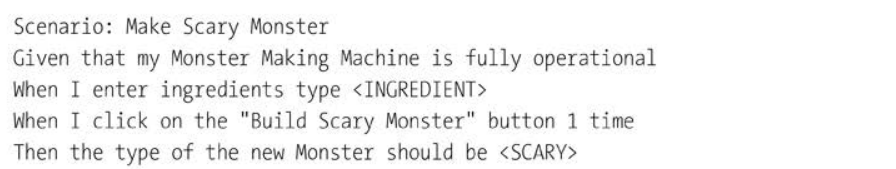 Scenario: Make Scary Monster
Given that my Monster Making Machine is fully operational
When I enter ingredients type <INGREDIENT>
When I click on the "Build Scary Monster" button 1 time
Then the type of the new Monster should be <SCARY>